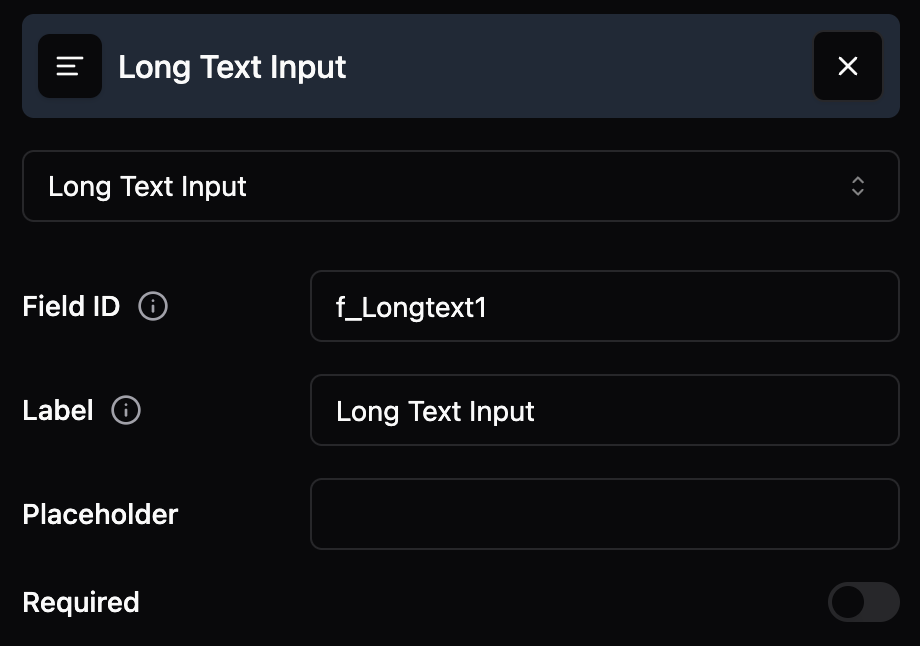 Long Text Input
Long Text Input
Field ID
f_Longtext1
Label
Long Text Input
Placeholder
Required